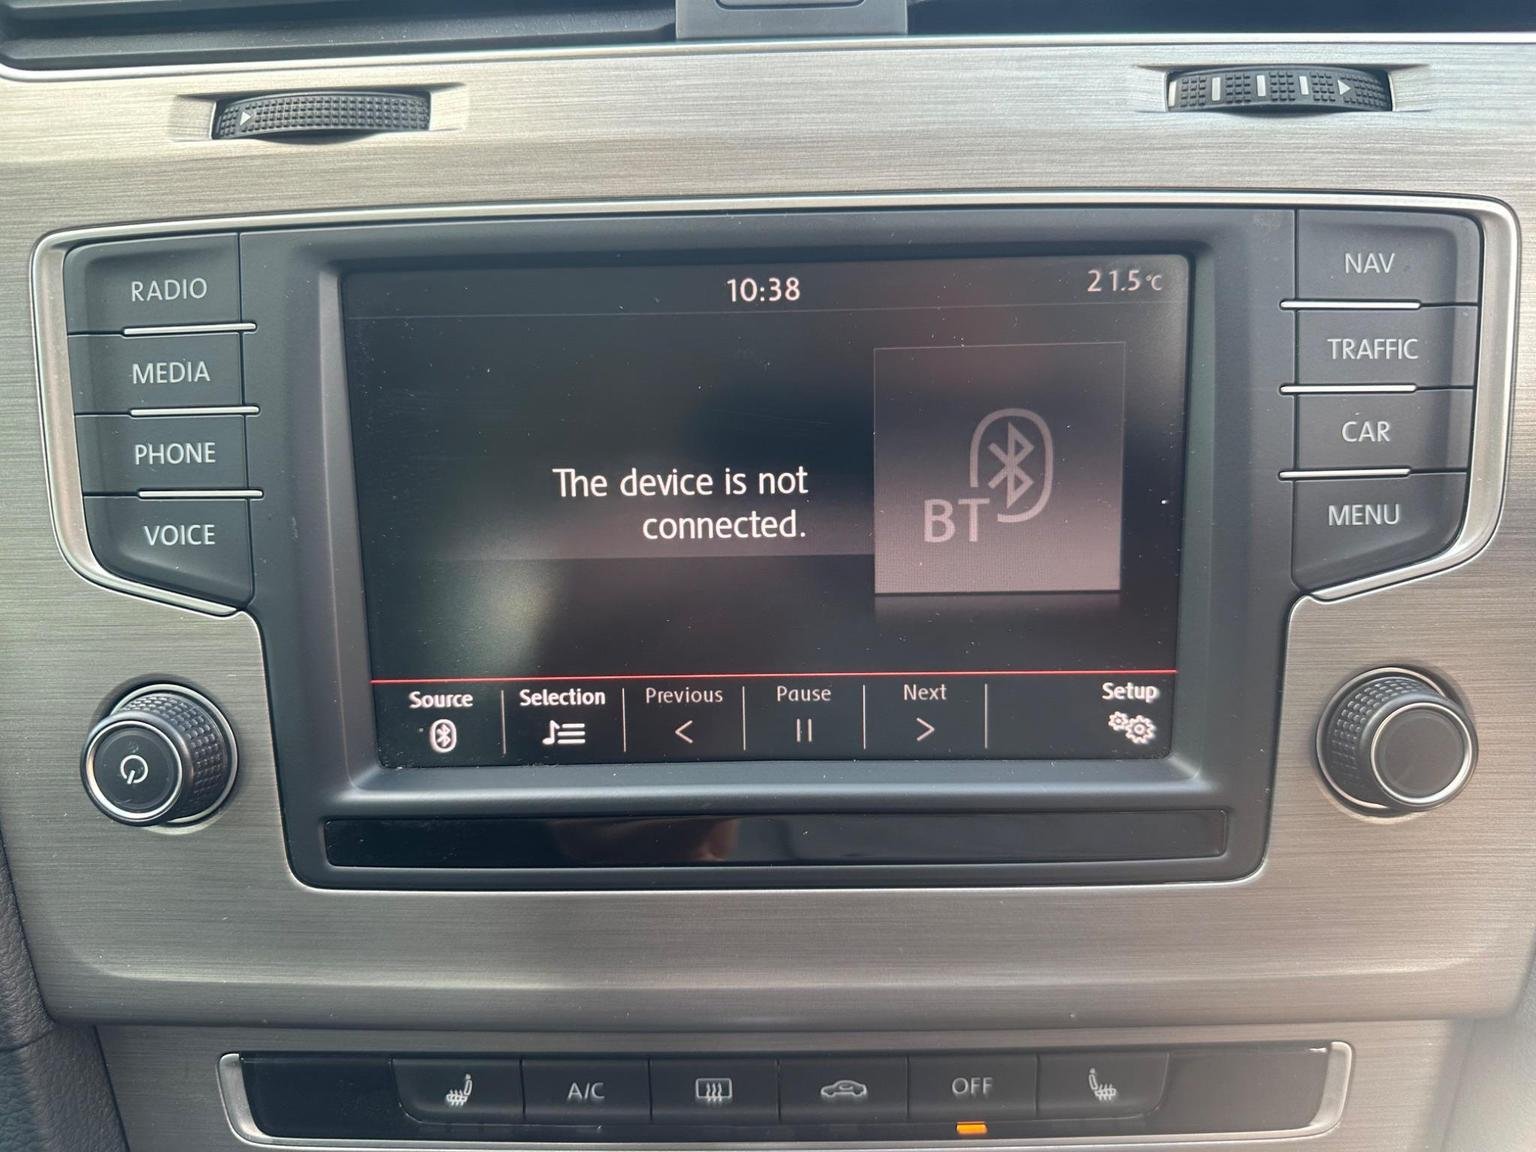 10:38
21.5°C
RADIO
MEDIA
PHONE
VOICE
NAV
TRAFFIC
CAR
MENU
The device is not
connected.
BT
Source
Selection
Previous
Pause
Next
Setup
A/C
OFF